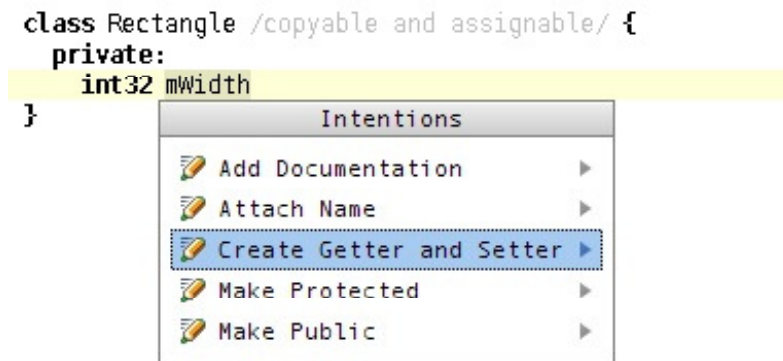 class Rectangle /copyable and assignable/ {
private:
int32 mWidth
}
Intentions
Add Documentation
Attach Name
Create Getter and Setter
Make Protected
Make Public